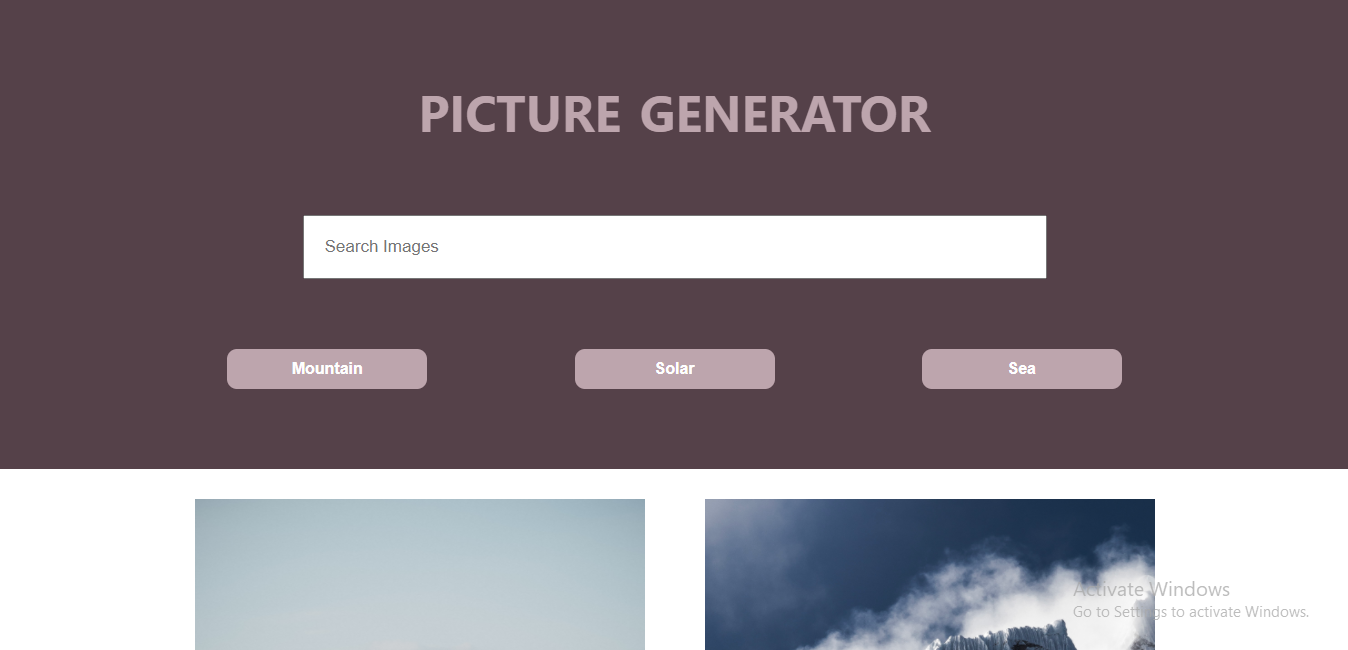 PICTURE GENERATOR
Search Images
Mountain
Solar
Sea
Activate Windows
Go to Settings to activate Windows.